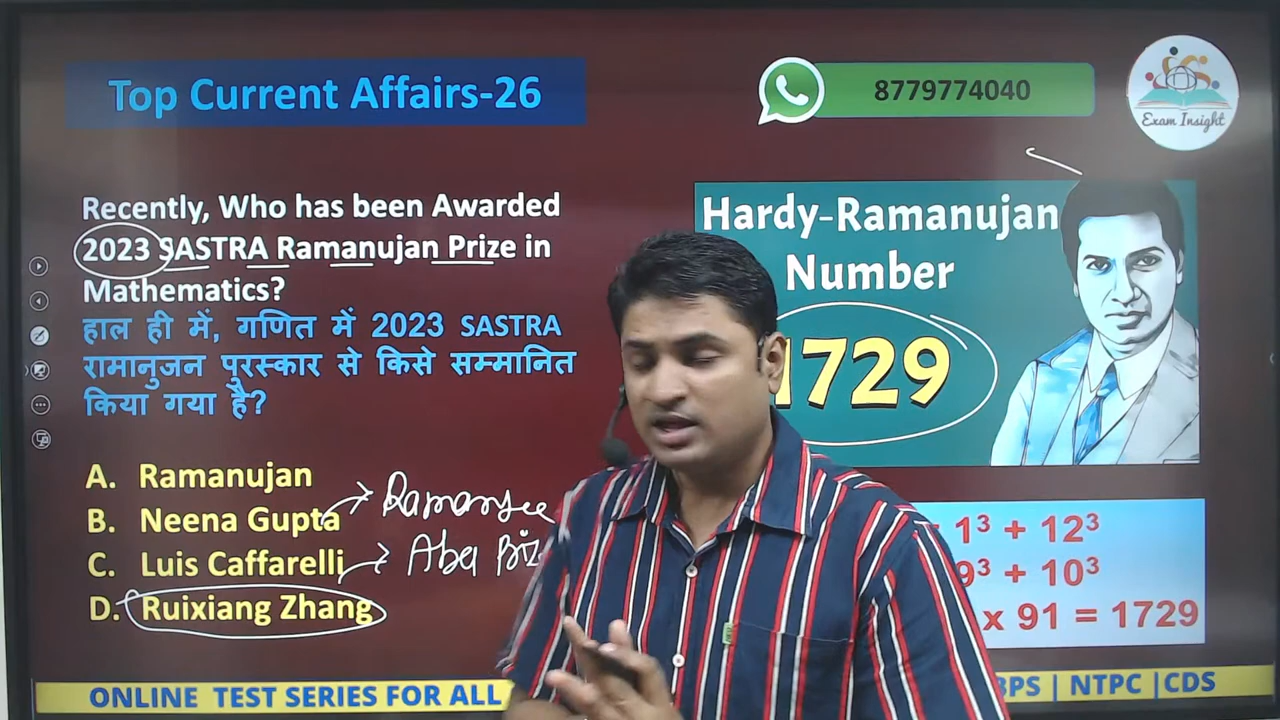 Top Current Affairs-26
8779774040
Exam Insight
Recently, Who has been Awarded
2023 SASTRA Ramanujan Prize in
Mathematics?
हाल ही में, गणित में 2023 SASTRA
रामानुजन पुरस्कार से किसे सम्मानित
किया गया है?
A. Ramanujan
B. Neena Gupta
C. Luis Caffarelli
D. Ruixiang Zhang
Hardy-Ramanujan
Number
1729
1³ + 12³
9³ + 10³
x 91 = 1729
ONLINE TEST SERIES FOR ALL
| NTPC |CDS